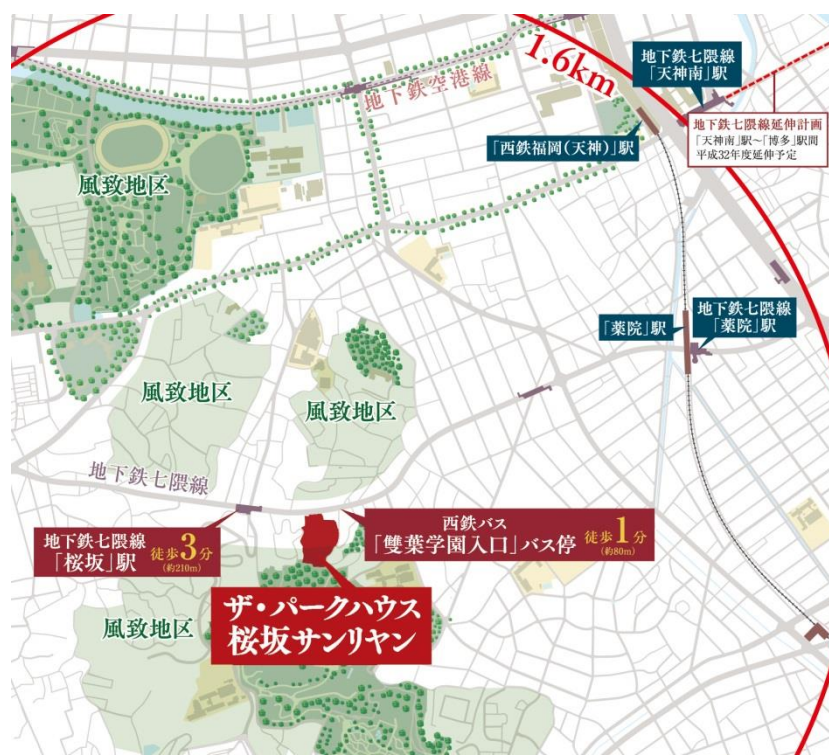 1.6km
地下鉄七隈線
「天神南」駅
地下鉄空港線
地下鉄七隈線延伸計画
「天神南」駅〜「博多」駅間
平成32年度延伸予定
「西鉄福岡(天神)」駅
風致地区
地下鉄七隈線
「薬院」駅
「薬院」駅
風致地区
風致地区
地下鉄七隈線
西鉄バス
「雙葉学園入口」バス停
徒歩1分
(約80m)
地下鉄七隈線
「桜坂」駅
徒歩3分
(約210m)
ザ・パークハウス
桜坂サンリヤン
風致地区